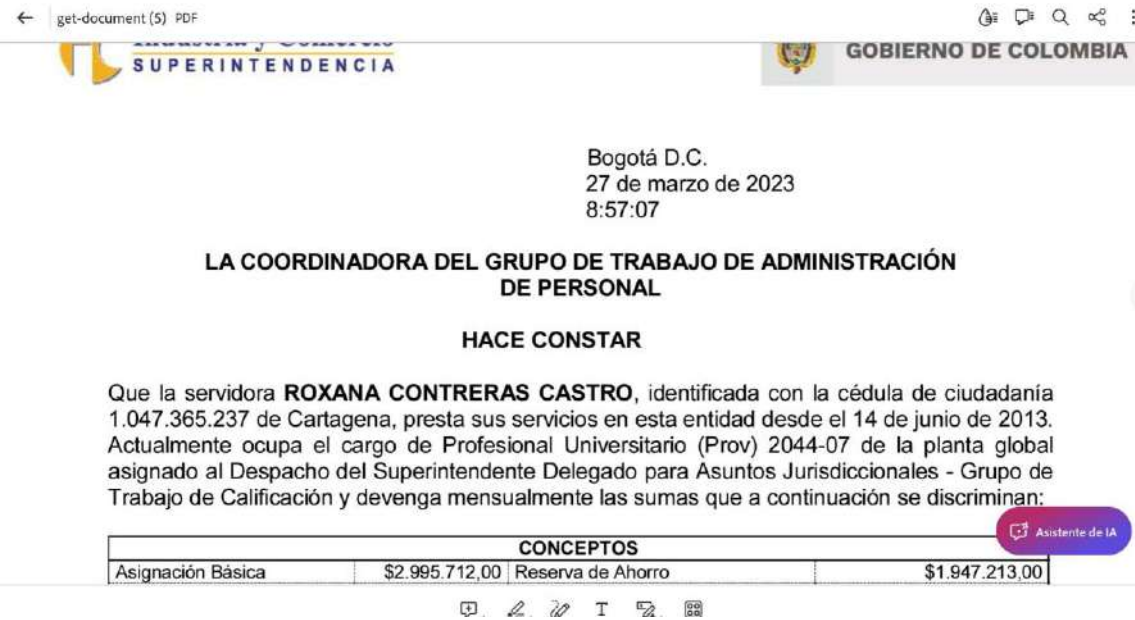 get-document (5) PDF
Industria y Comercio
SUPERINTENDENCIA
GOBIERNO DE COLOMBIA
Bogotá D.C.
27 de marzo de 2023
8:57:07
LA COORDINADORA DEL GRUPO DE TRABAJO DE ADMINISTRACIÓN
DE PERSONAL
HACE CONSTAR
Que la servidora ROXANA CONTRERAS CASTRO, identificada con la cédula de ciudadanía
1.047.365.237 de Cartagena, presta sus servicios en esta entidad desde el 14 de junio de 2013.
Actualmente ocupa el cargo de Profesional Universitario (Prov) 2044-07 de la planta global
asignado al Despacho del Superintendente Delegado para Asuntos Jurisdiccionales - Grupo de
Trabajo de Calificación y devenga mensualmente las sumas que a continuación se discriminan:
Asistente de IA
CONCEPTOS
Asignación Básica $2.995.712,00 Reserva de Ahorro $1.947.213,00
T